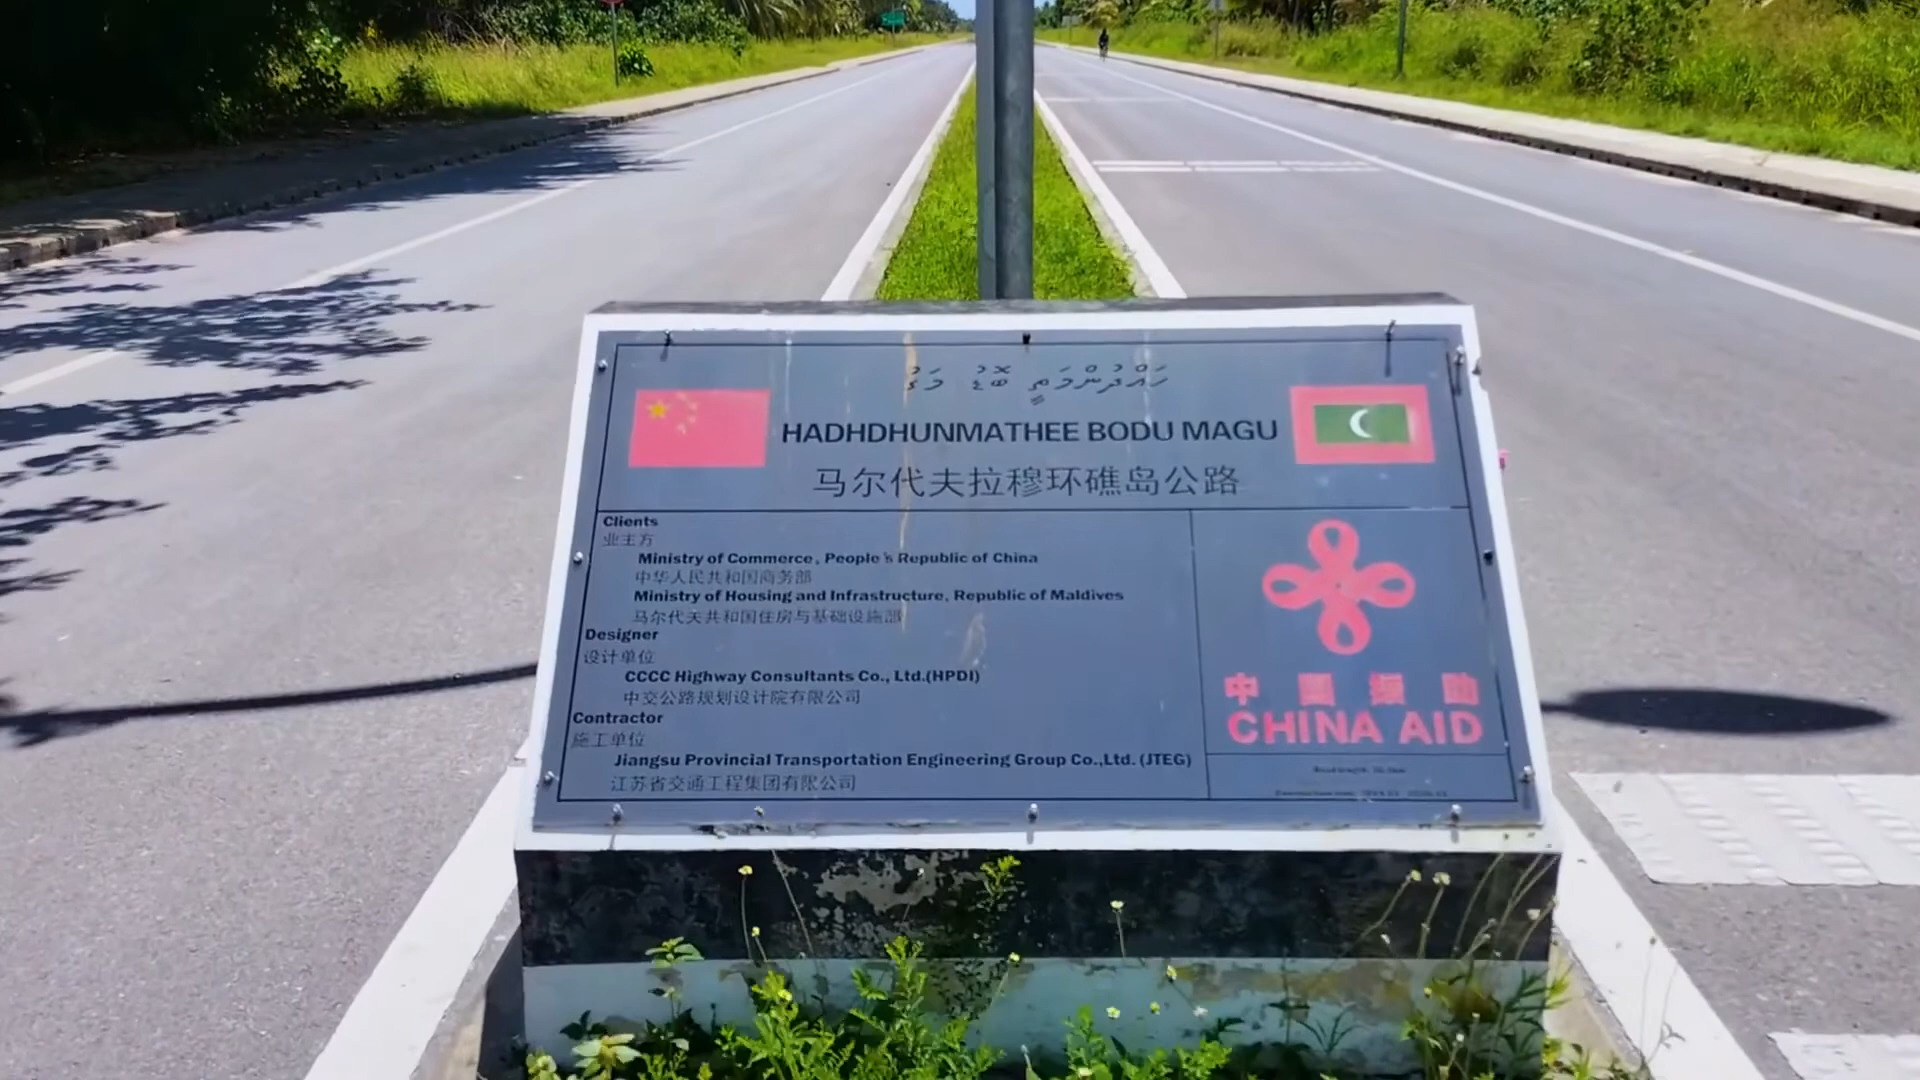 ހައްދުންމަތީ ބޮޑު މަގު
HADHDHUNMATHEE BODU MAGU
马尔代夫拉穆环礁岛公路
Clients
业主方
Ministry of Commerce, People's Republic of China
中华人民共和国商务部
Ministry of Housing and Infrastructure, Republic of Maldives
马尔代夫共和国住房与基础设施部
Designer
设计单位
CCCC Highway Consultants Co., Ltd.(HPDI)
中交公路规划设计院有限公司
Contractor
施工单位
Jiangsu Provincial Transportation Engineering Group Co.,Ltd. (JTEG)
江苏省交通工程集团有限公司
中国援助
CHINA AID